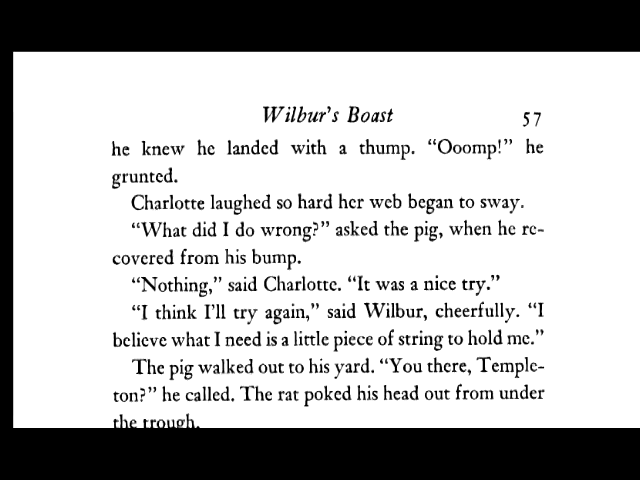 Wilbur's Boast 57
he knew he landed with a thump. “Ooomp!” he
grunted.
Charlotte laughed so hard her web began to sway.
“What did I do wrong?” asked the pig, when he re-
covered from his bump.
“Nothing,” said Charlotte. “It was a nice try.”
“I think I'll try again,” said Wilbur, cheerfully. “I
believe what I need is a little piece of string to hold me.”
The pig walked out to his yard. “You there, Temple-
ton?” he called. The rat poked his head out from under
the trough.